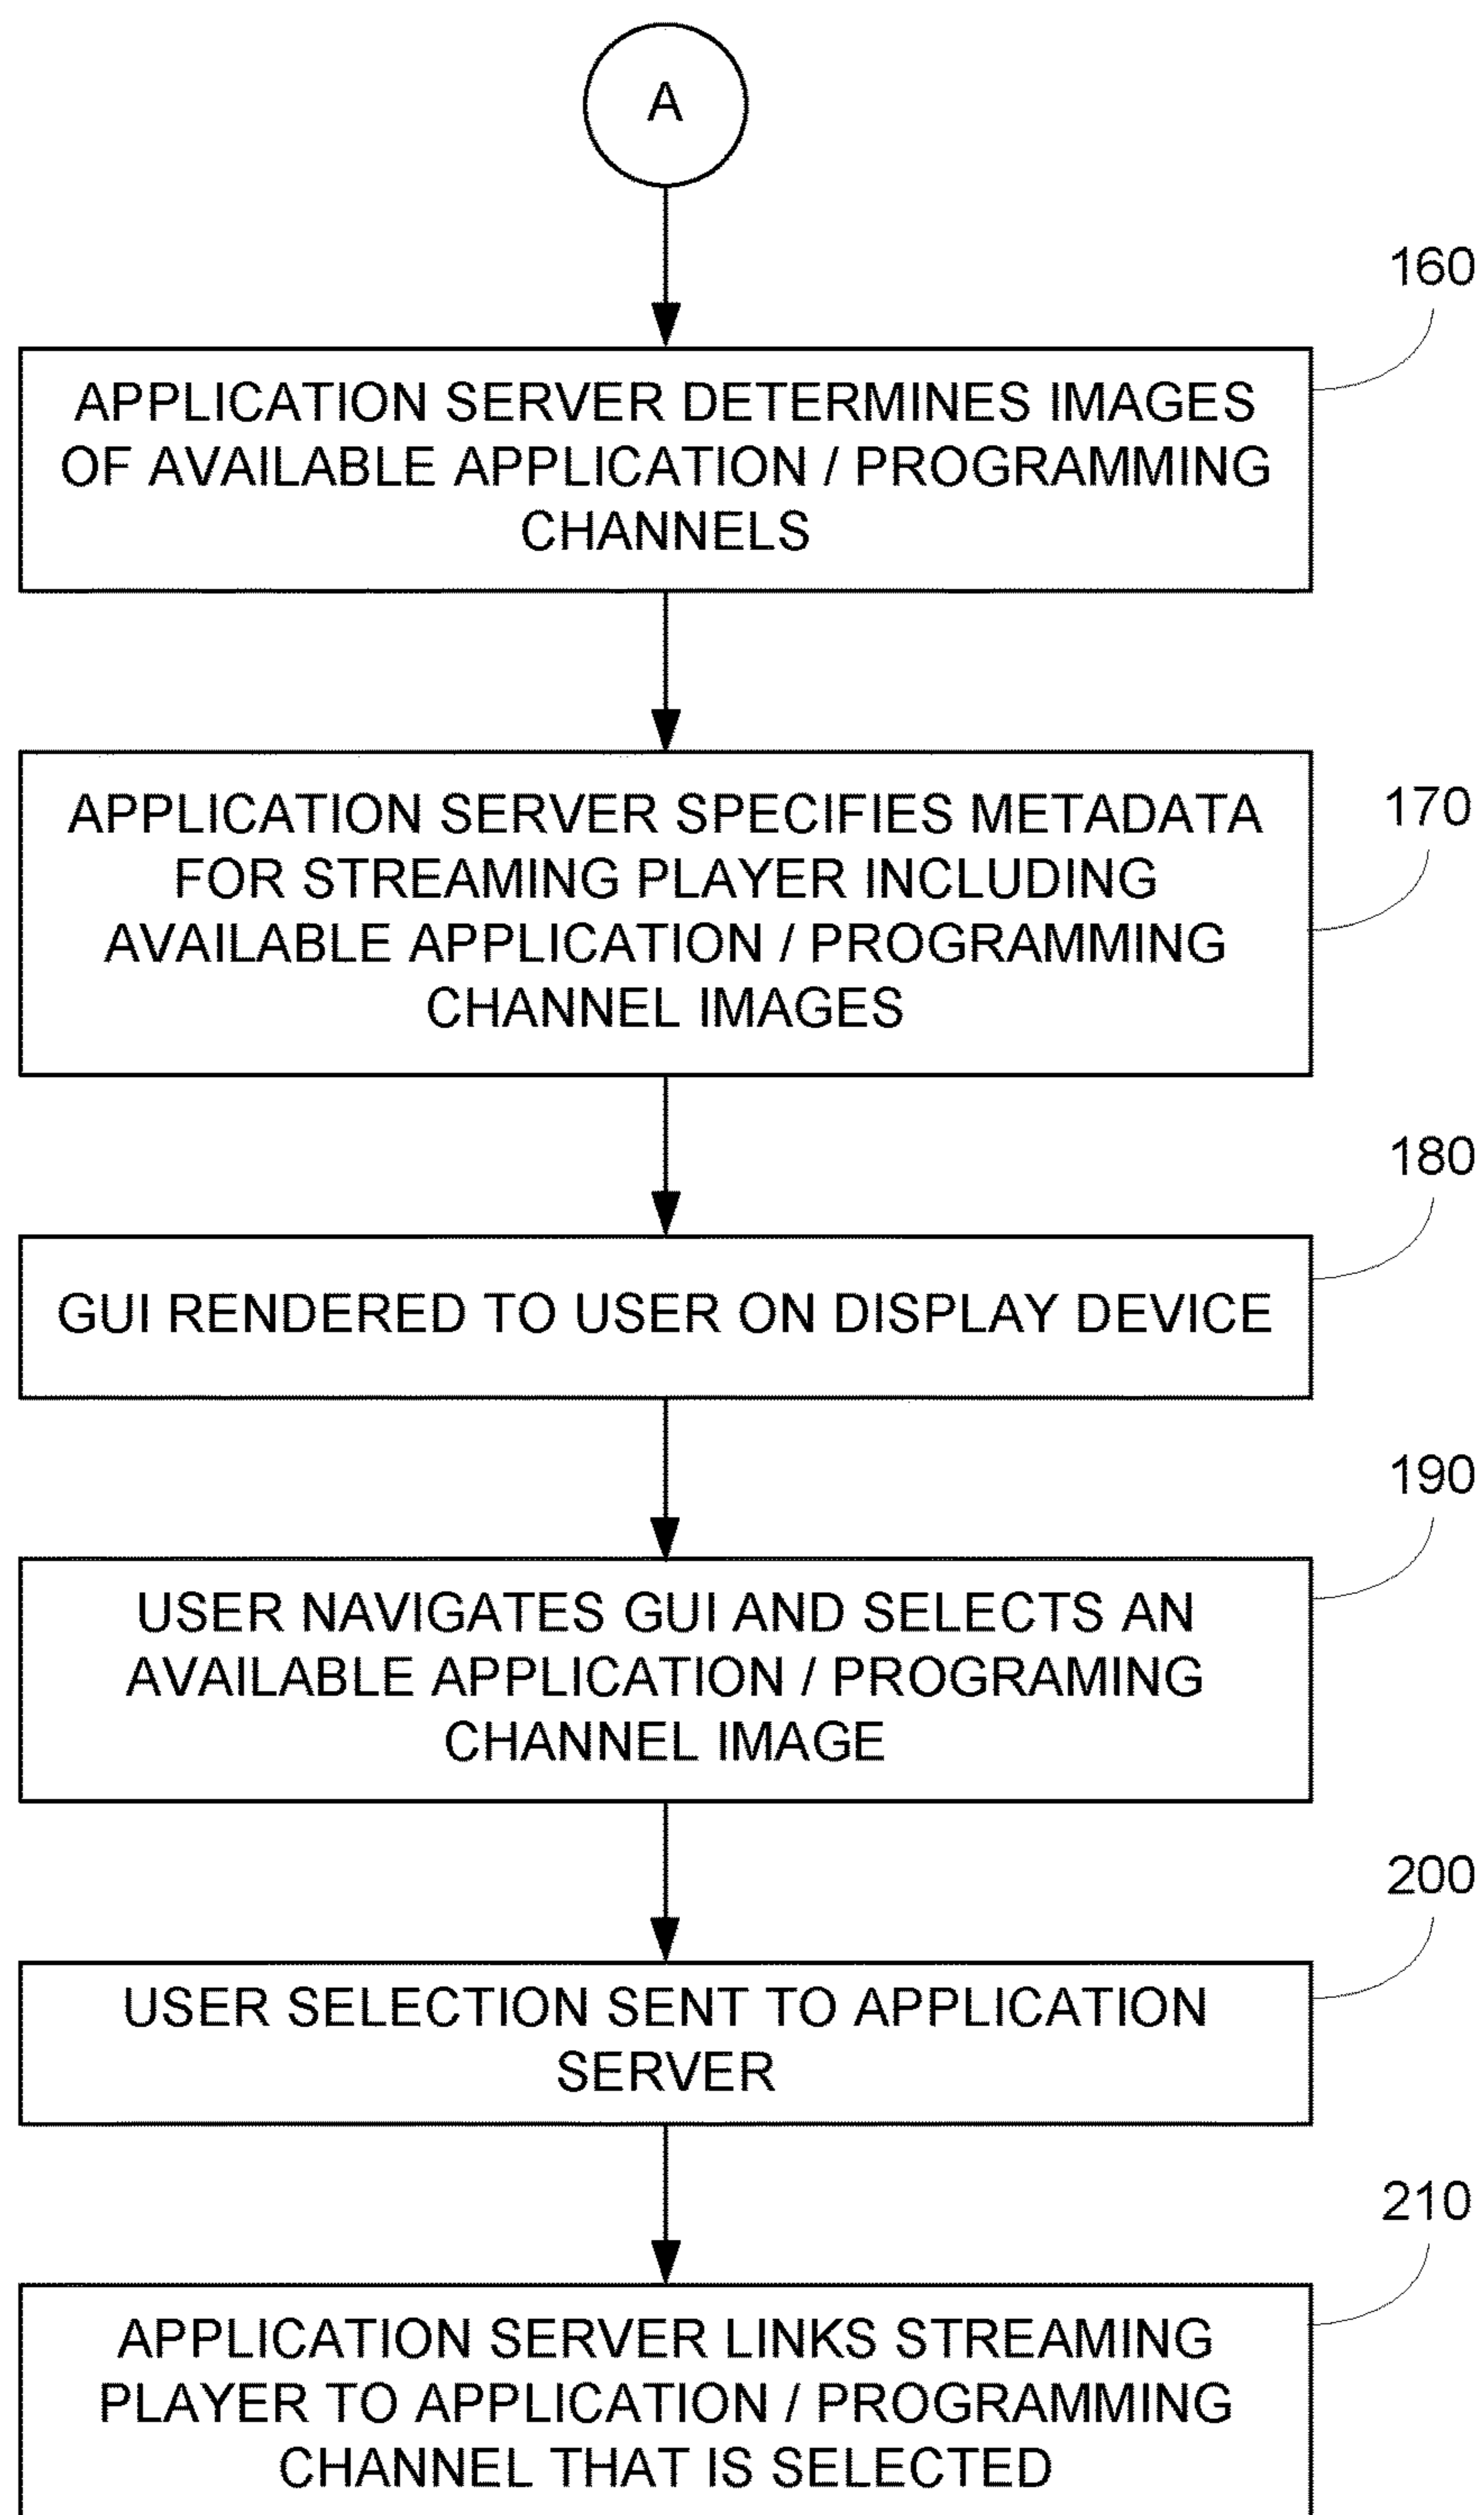 A
160
APPLICATION SERVER DETERMINES IMAGES
OF AVAILABLE APPLICATION / PROGRAMMING
CHANNELS
170
APPLICATION SERVER SPECIFIES METADATA
FOR STREAMING PLAYER INCLUDING
AVAILABLE APPLICATION / PROGRAMMING
CHANNEL IMAGES
180
GUI RENDERED TO USER ON DISPLAY DEVICE
190
USER NAVIGATES GUI AND SELECTS AN
AVAILABLE APPLICATION / PROGRAMING
CHANNEL IMAGE
200
USER SELECTION SENT TO APPLICATION
SERVER
210
APPLICATION SERVER LINKS STREAMING
PLAYER TO APPLICATION / PROGRAMMING
CHANNEL THAT IS SELECTED